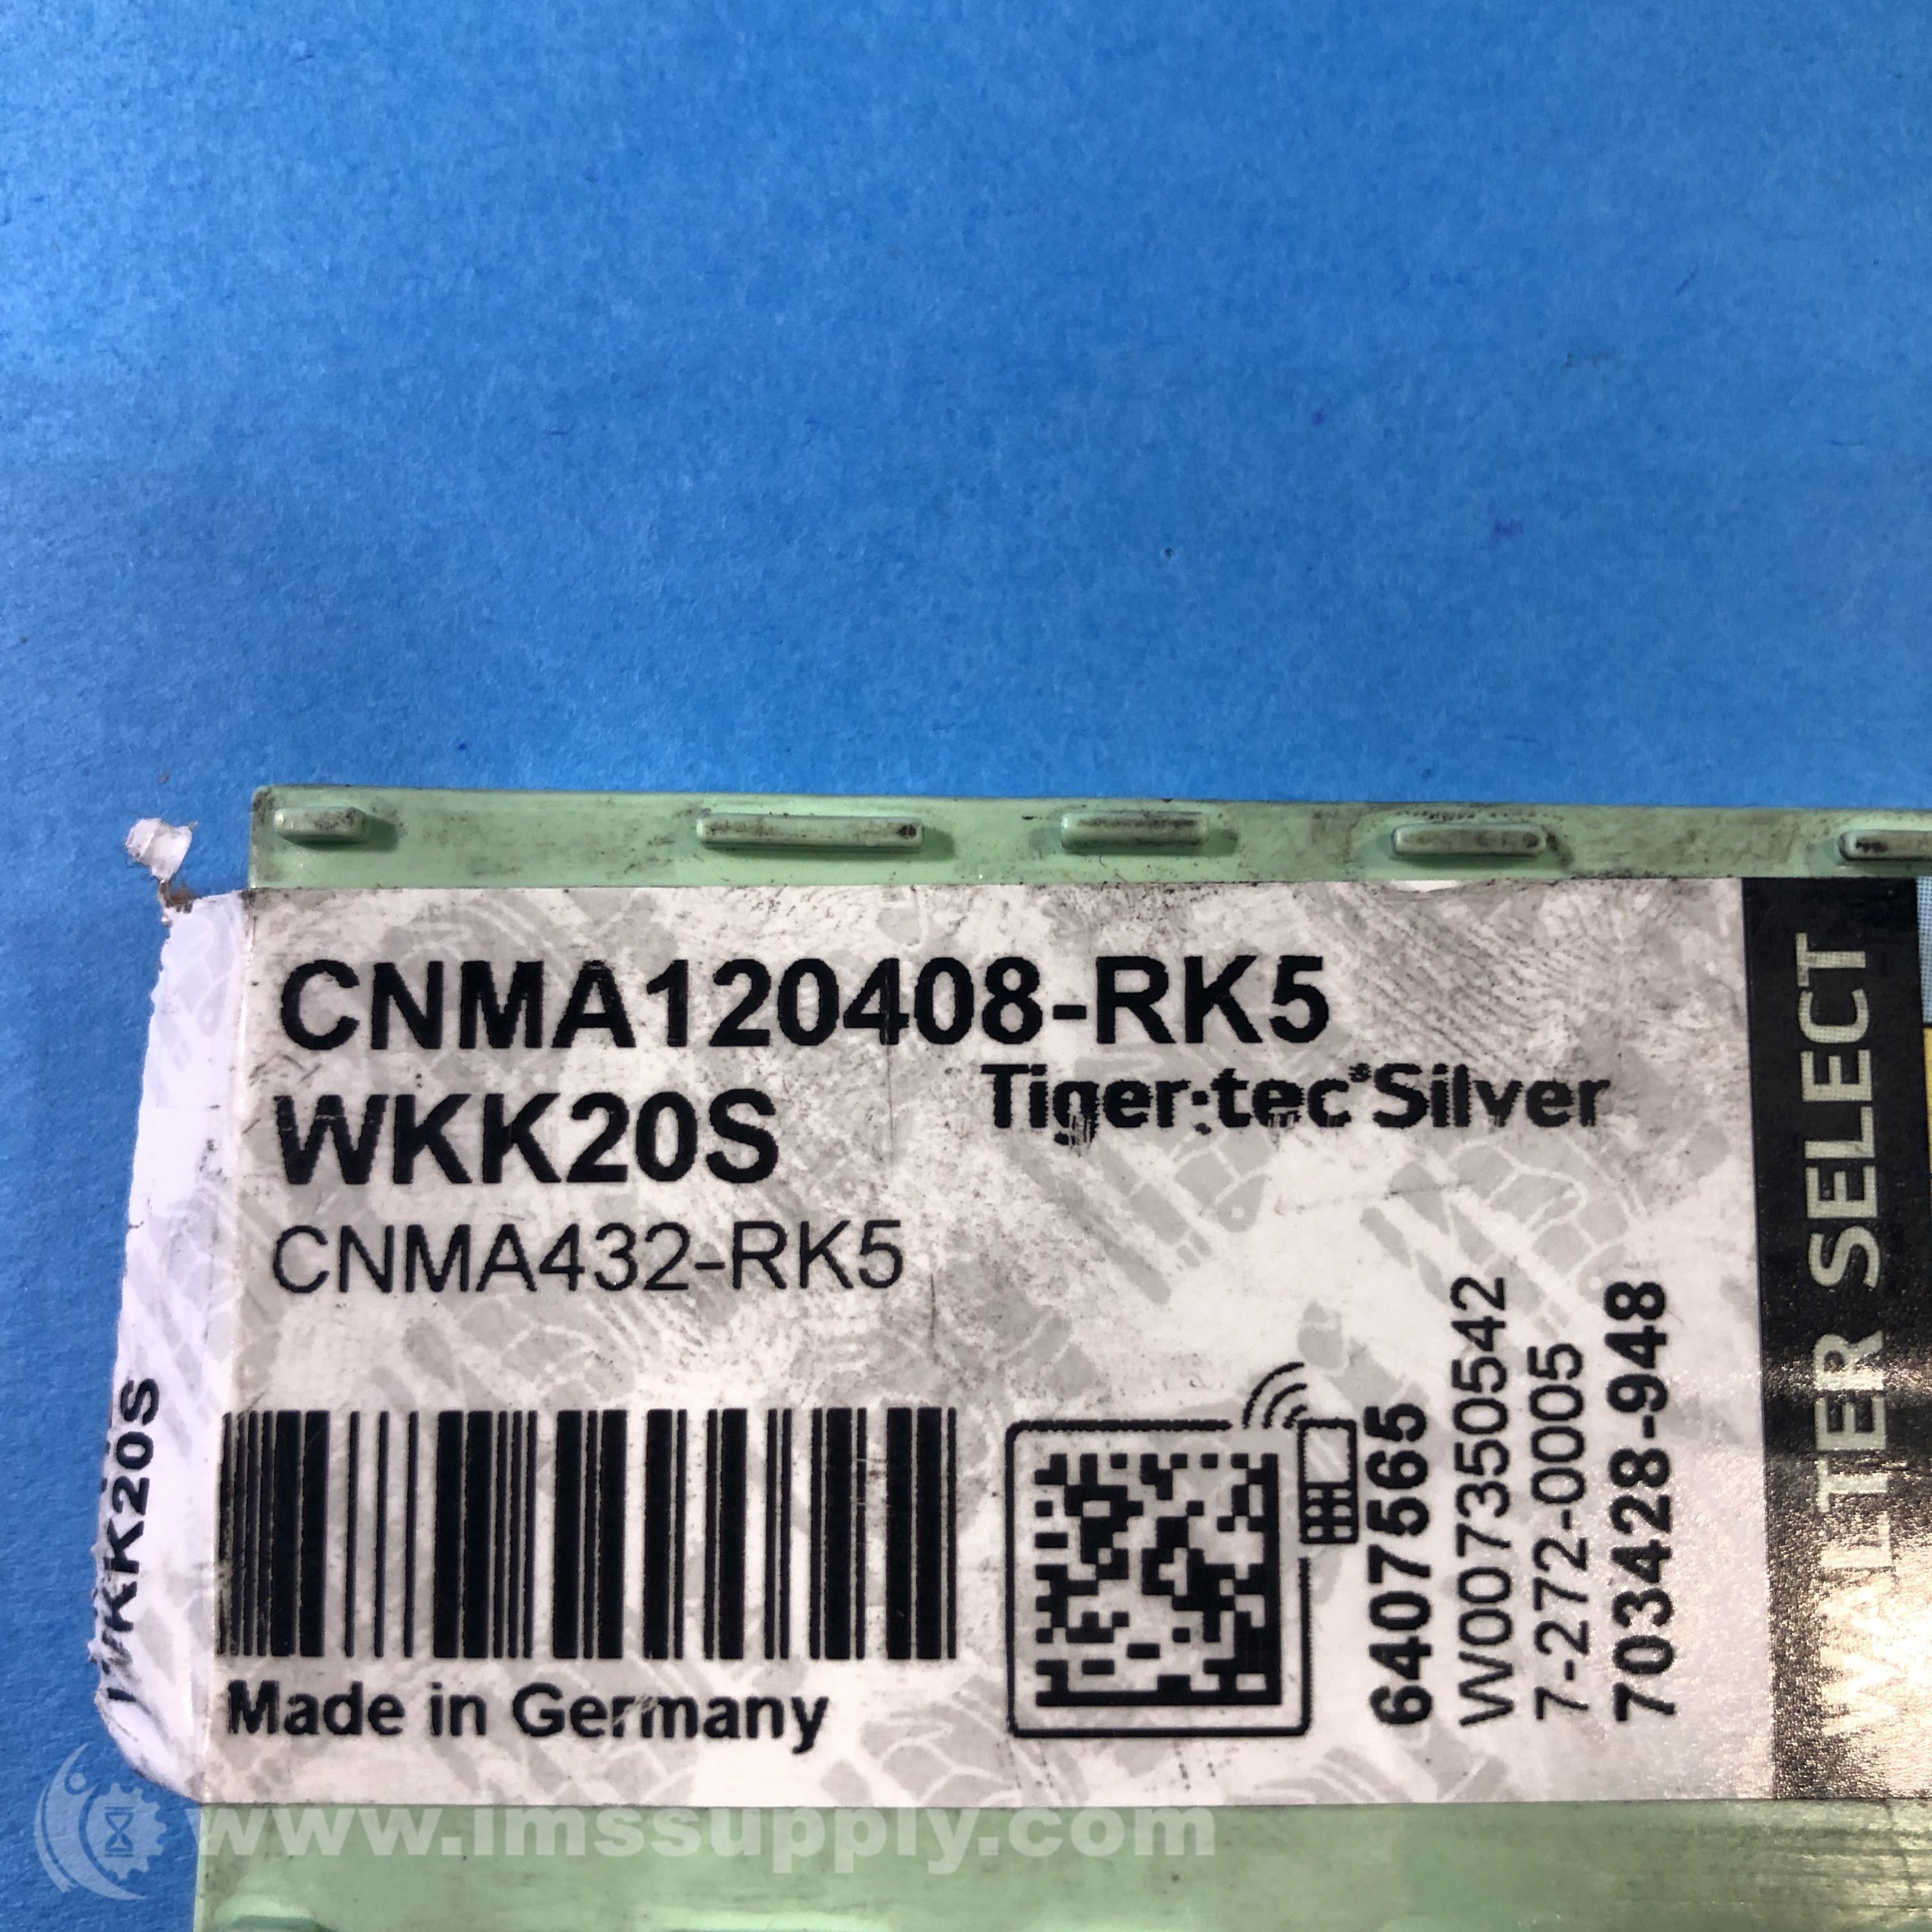 CNMA120408-RK5
Tiger·tec®Silver
WKK20S
CNMA432-RK5
WKK20S
Made in Germany
6407565
W00735050542
7-272-0005
703428-948
WALTER SELECT
www.imssupply.com